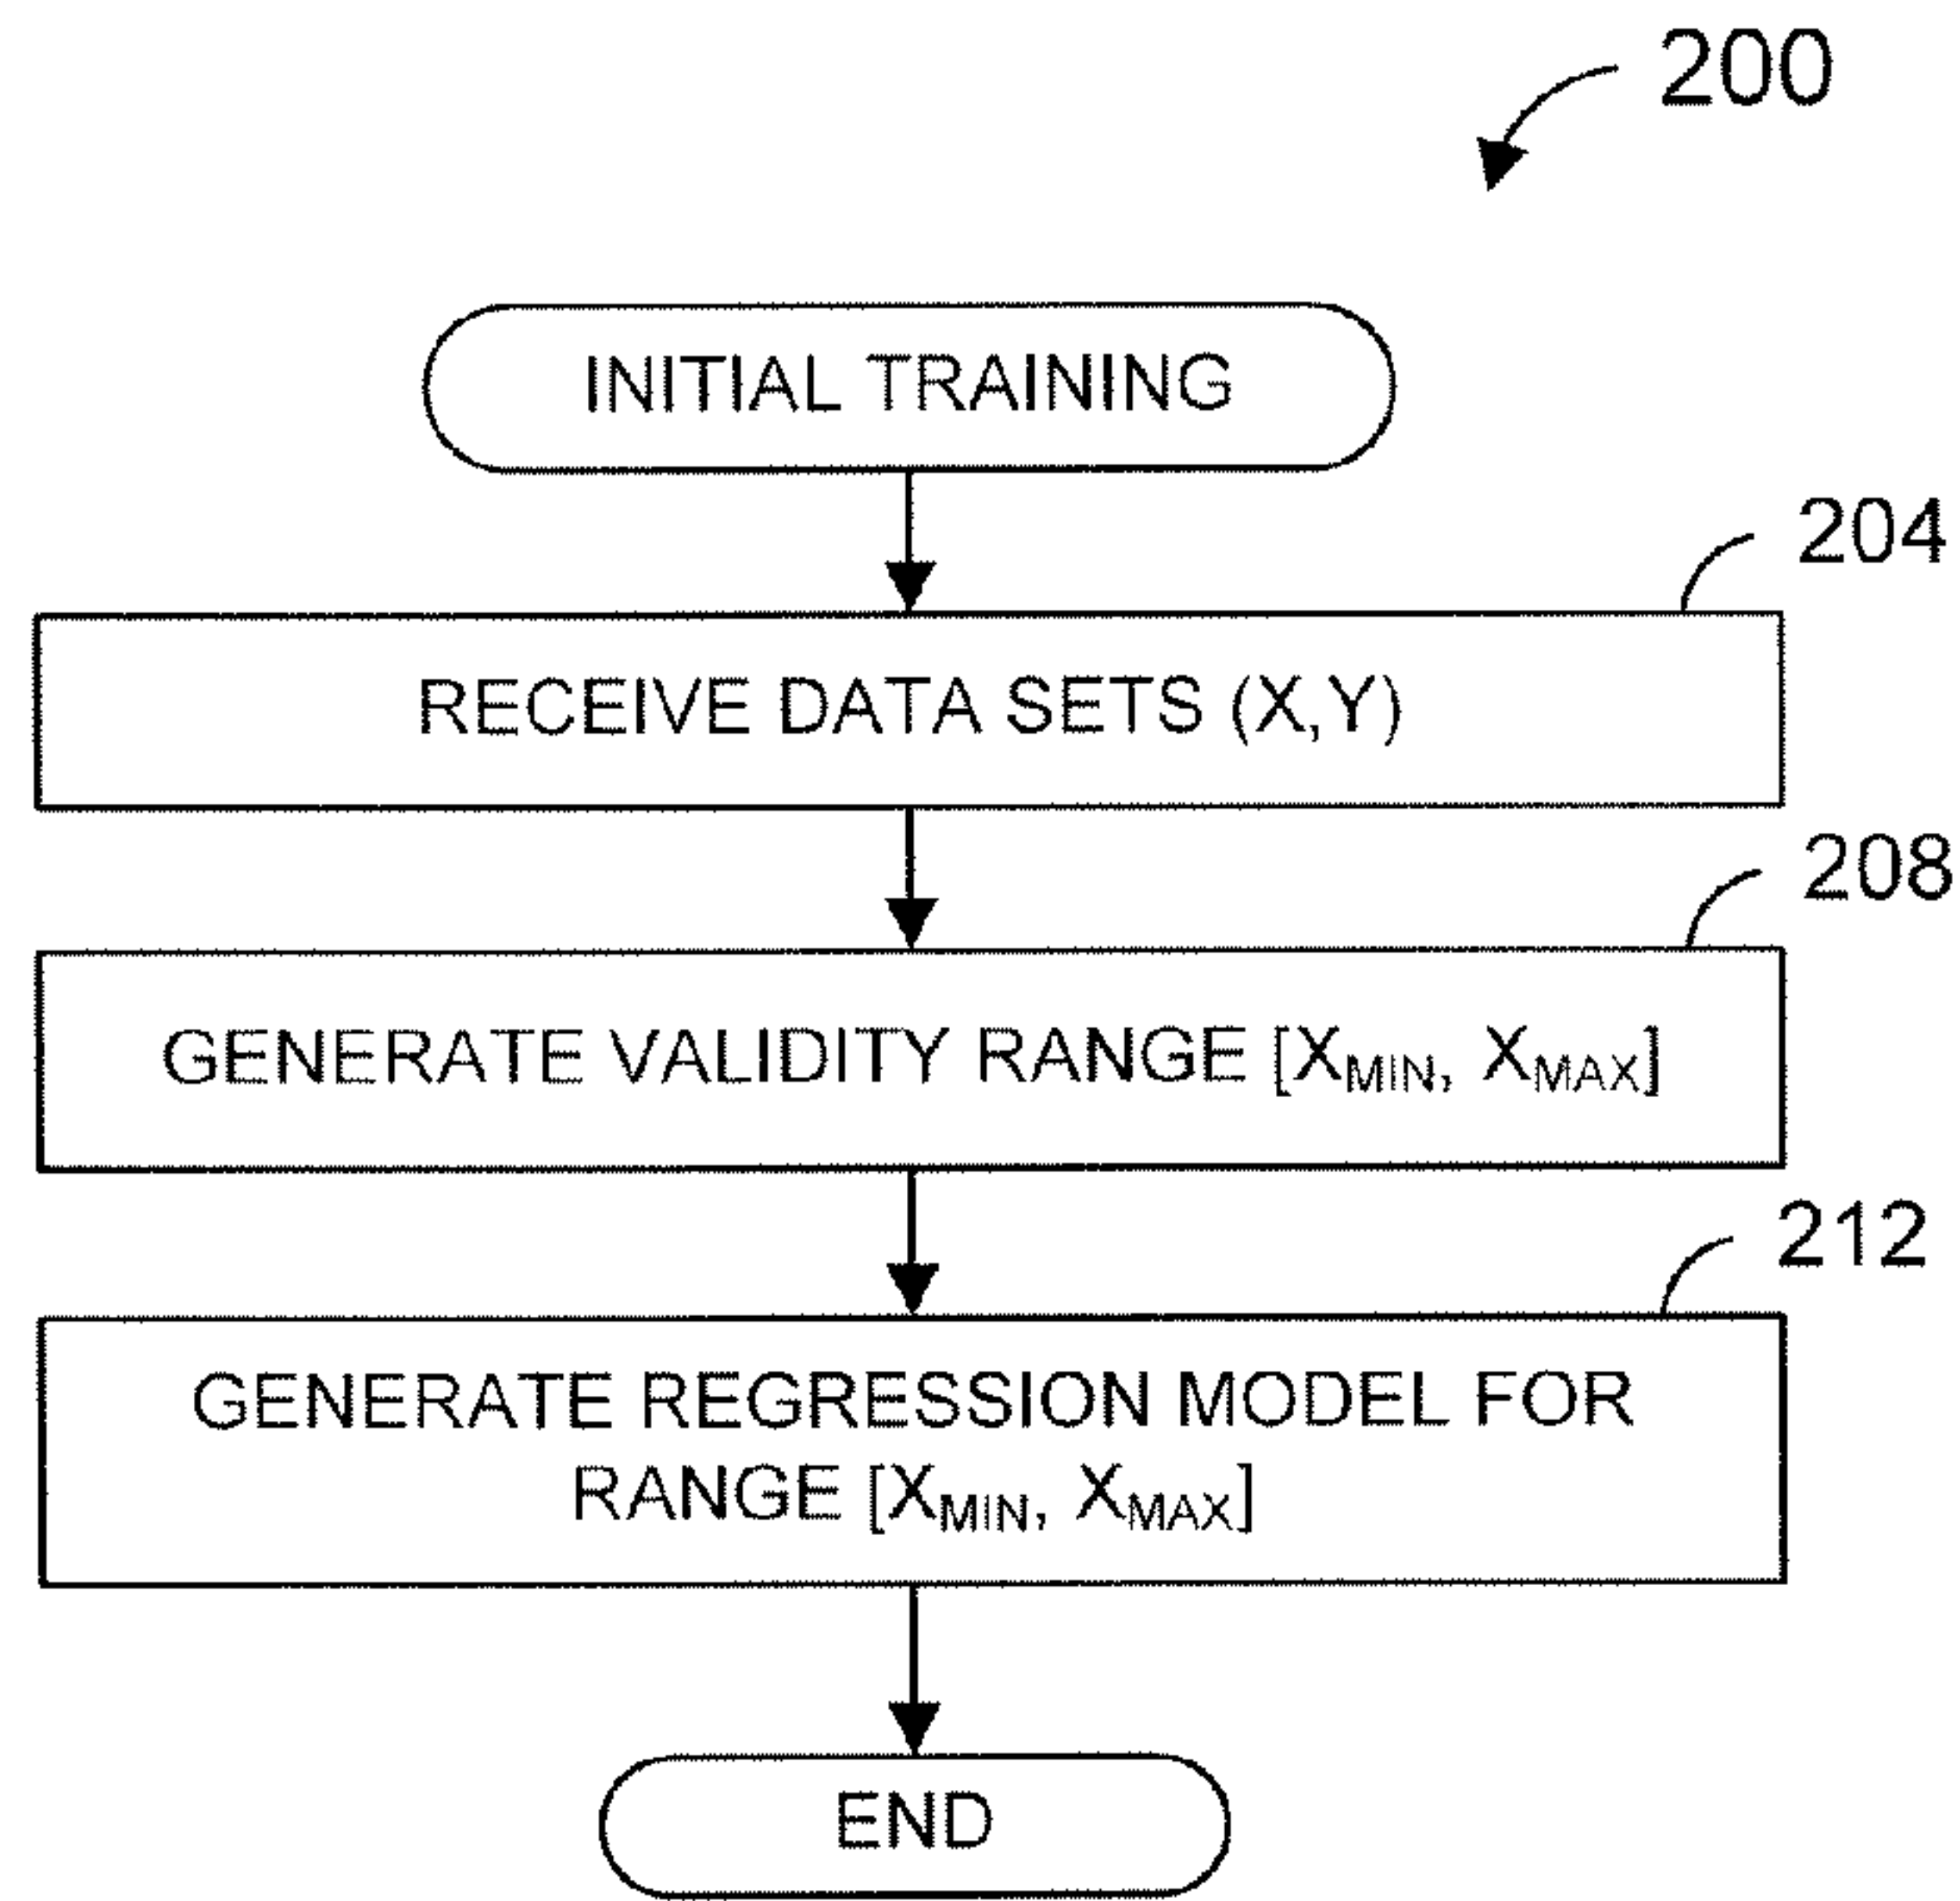 200
INITIAL TRAINING
204
RECEIVE DATA SETS (X,Y)
208
GENERATE VALIDITY RANGE [XMIN, XMAX]
212
GENERATE REGRESSION MODEL FOR
RANGE [XMIN, XMAX]
END